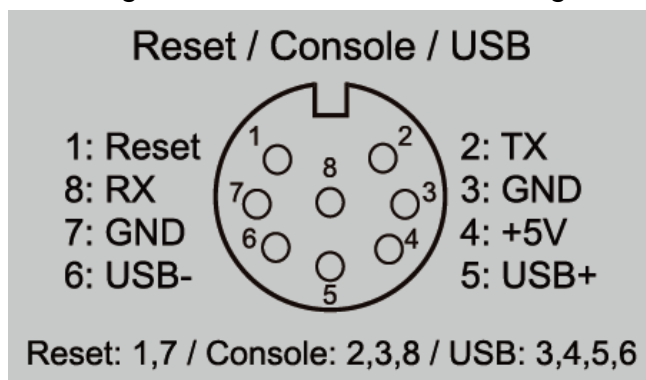 Reset / Console / USB
1: Reset
8: RX
7: GND
6: USB-
1
2
8
7
3
6
4
5
2: TX
3: GND
4: +5V
5: USB+
Reset: 1,7 / Console: 2,3,8 / USB: 3,4,5,6